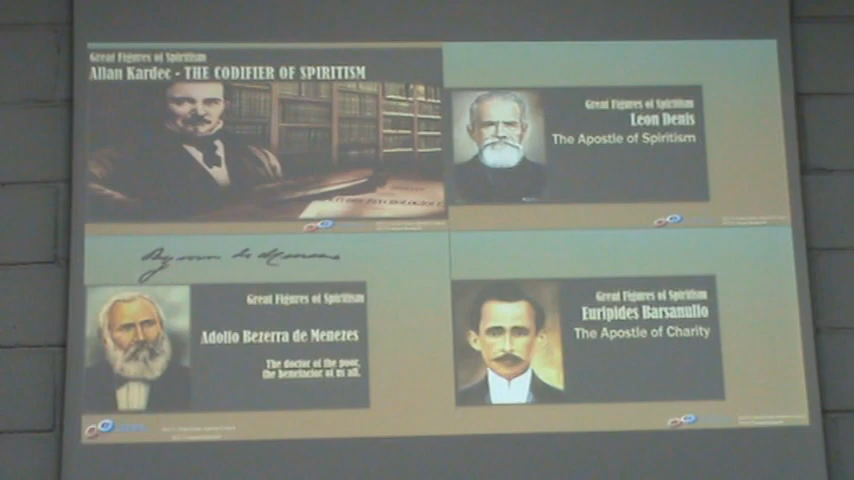 Great Figures of Spiritism
Allan Kardec - THE CODIFIER OF SPIRITISM
Great Figures of Spiritism
Leon Denis
The Apostle of Spiritism
Great Figures of Spiritism
Adolfo Bezerra de Menezes
The doctor of the poor,
the benefactor of us all.
Great Figures of Spiritism
Euripides Barsanulfo
The Apostle of Charity